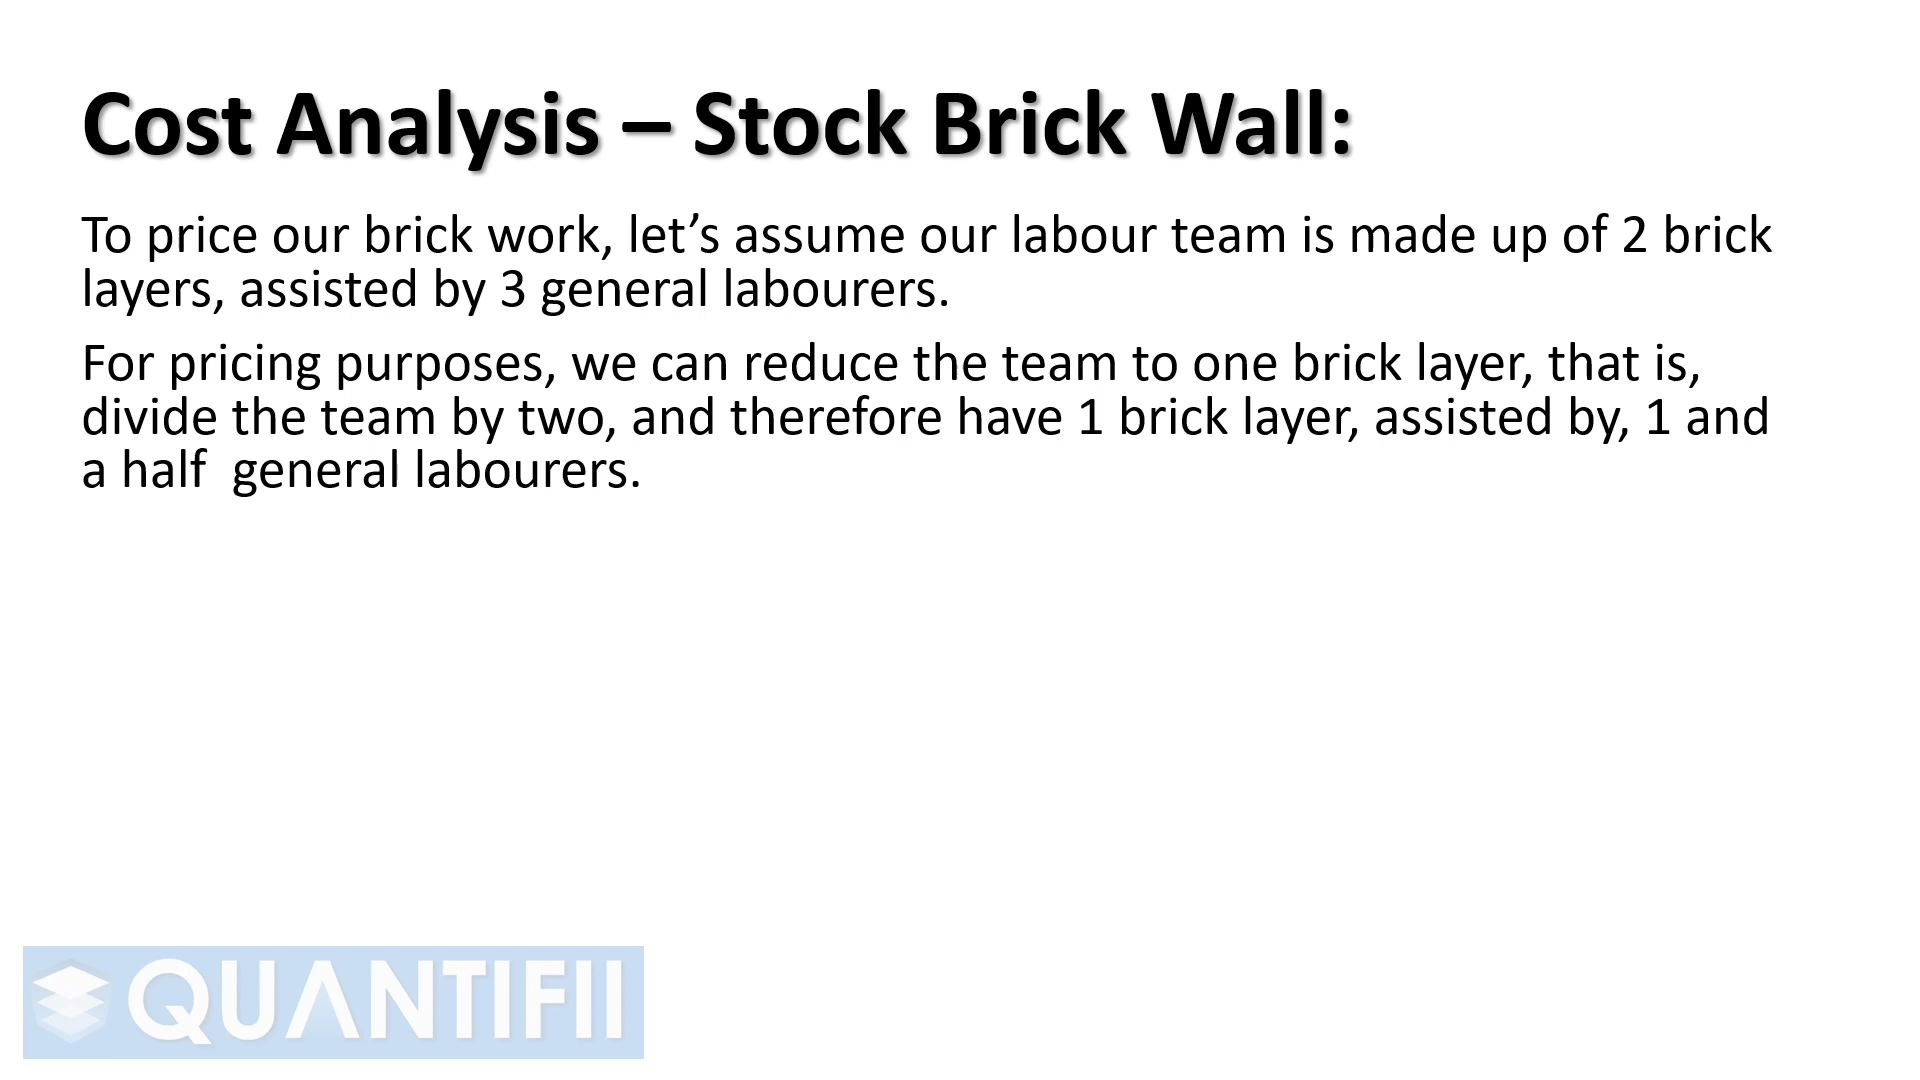 Cost Analysis – Stock Brick Wall:
To price our brick work, let’s assume our labour team is made up of 2 brick
layers, assisted by 3 general labourers.
For pricing purposes, we can reduce the team to one brick layer, that is,
divide the team by two, and therefore have 1 brick layer, assisted by, 1 and
a half  general labourers.
QUANTIFII